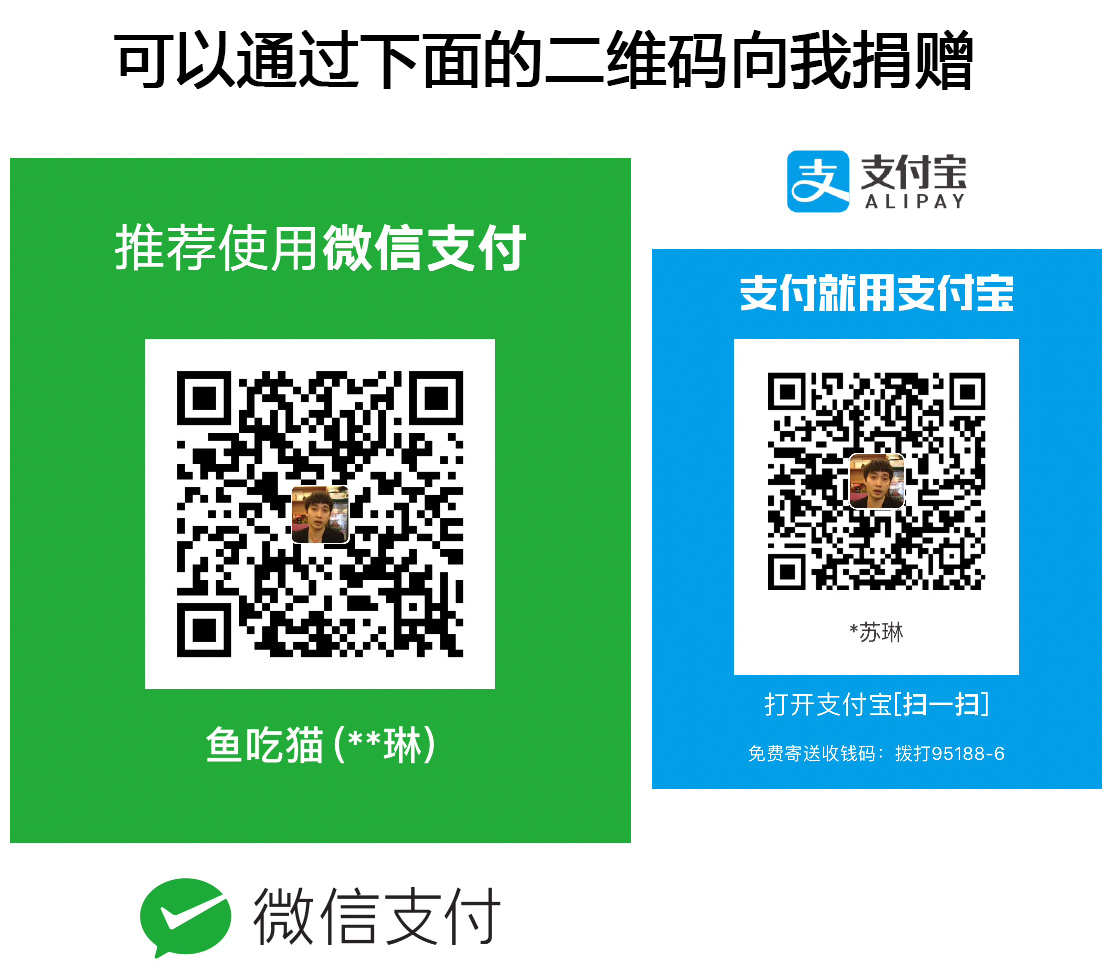 可以通过下面的二维码向我捐赠
推荐使用微信支付
鱼吃猫(**琳)
微信支付
支
支付宝
ALIPAY
支付就用支付宝
*苏琳
打开支付宝[扫一扫]
免费寄送收钱码：拨打95188-6